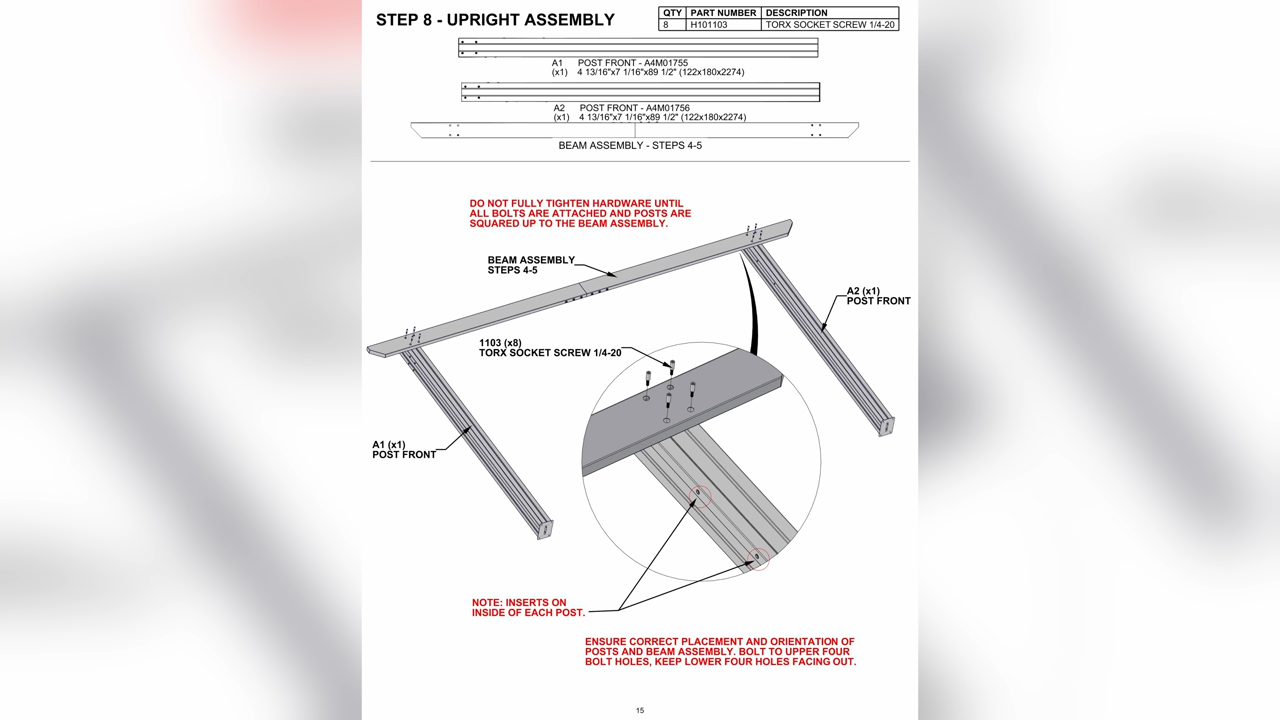 STEP 8 - UPRIGHT ASSEMBLY
QTY PART NUMBER DESCRIPTION
8 H101103 TORX SOCKET SCREW 1/4-20
A1 POST FRONT - A4M01755
(x1) 4 13/16"x7 1/16"x89 1/2" (122x180x2274)
A2 POST FRONT - A4M01756
(x1) 4 13/16"x7 1/16"x89 1/2" (122x180x2274)
BEAM ASSEMBLY - STEPS 4-5
DO NOT FULLY TIGHTEN HARDWARE UNTIL
ALL BOLTS ARE ATTACHED AND POSTS ARE
SQUARED UP TO THE BEAM ASSEMBLY.
BEAM ASSEMBLY
STEPS 4-5
A2 (x1)
POST FRONT
1103 (x8)
TORX SOCKET SCREW 1/4-20
A1 (x1)
POST FRONT
NOTE: INSERTS ON
INSIDE OF EACH POST.
ENSURE CORRECT PLACEMENT AND ORIENTATION OF
POSTS AND BEAM ASSEMBLY. BOLT TO UPPER FOUR
BOLT HOLES, KEEP LOWER FOUR HOLES FACING OUT.
15